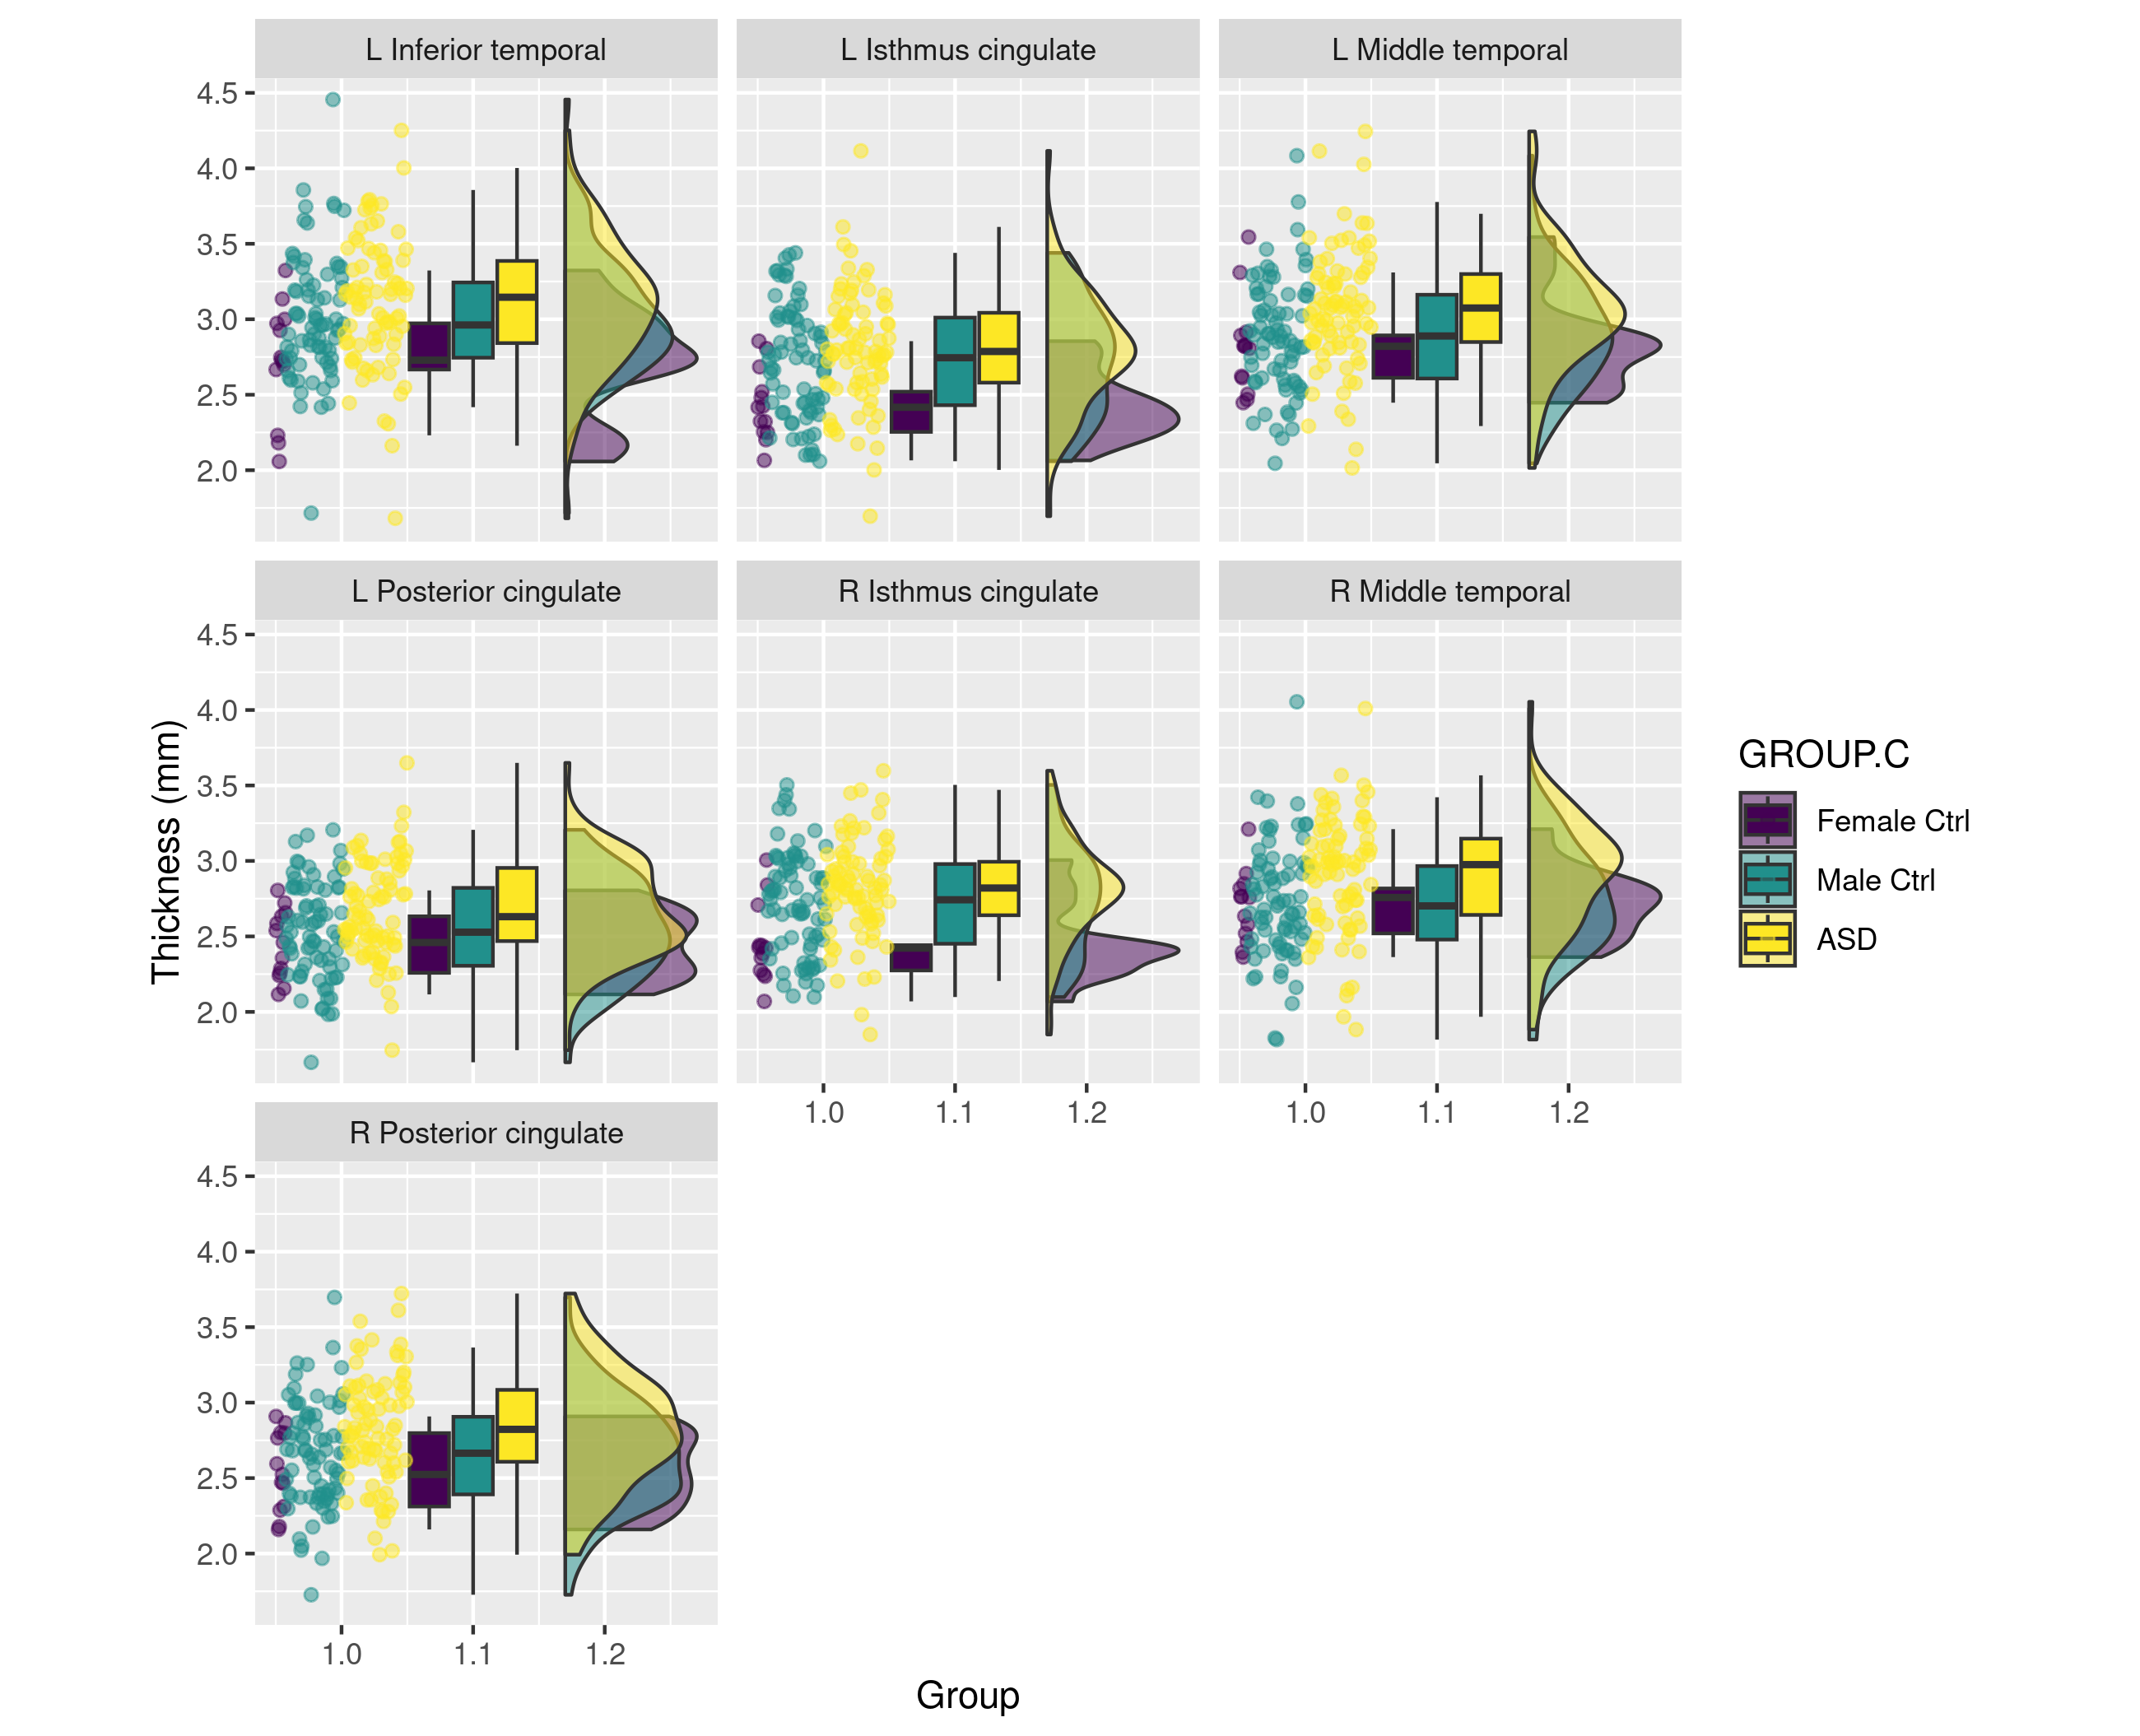 L Inferior temporal
L Isthmus cingulate
L Middle temporal
4.5
4.0
3.5
3.0
2.5
2.0
L Posterior cingulate
R Isthmus cingulate
R Middle temporal
4.5
4.0
3.5
3.0
2.5
2.0
1.0 1.1 1.2
1.0 1.1 1.2
R Posterior cingulate
4.5
4.0
3.5
3.0
2.5
2.0
1.0 1.1 1.2
Thickness (mm)
Group
GROUP.C
Female Ctrl
Male Ctrl
ASD